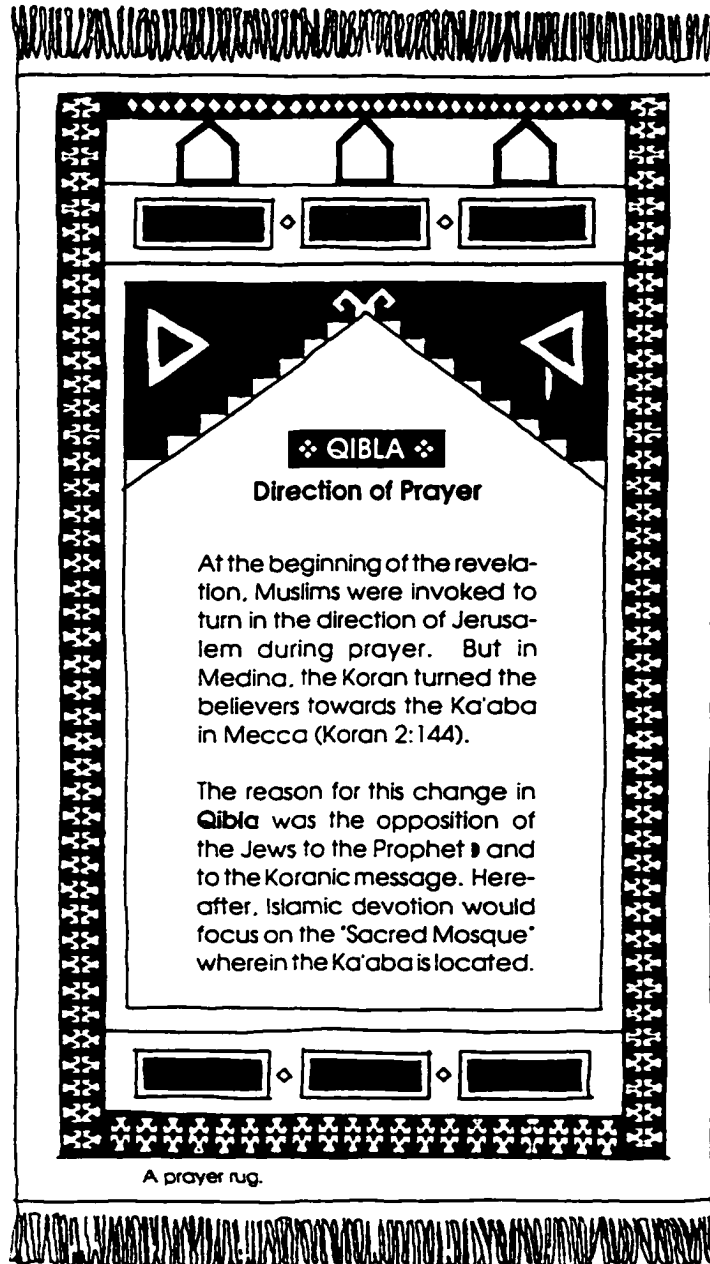 QIBLA
Direction of Prayer
At the beginning of the revela-
tion, Muslims were invoked to
turn in the direction of Jerusa-
lem during prayer. But in
Medina, the Koran turned the
believers towards the Ka'aba
in Mecca (Koran 2:144).
The reason for this change in
Qibla was the opposition of
the Jews to the Prophet and
to the Koranic message. Here-
after, Islamic devotion would
focus on the "Sacred Mosque"
wherein the Ka'aba is located.
A prayer rug.